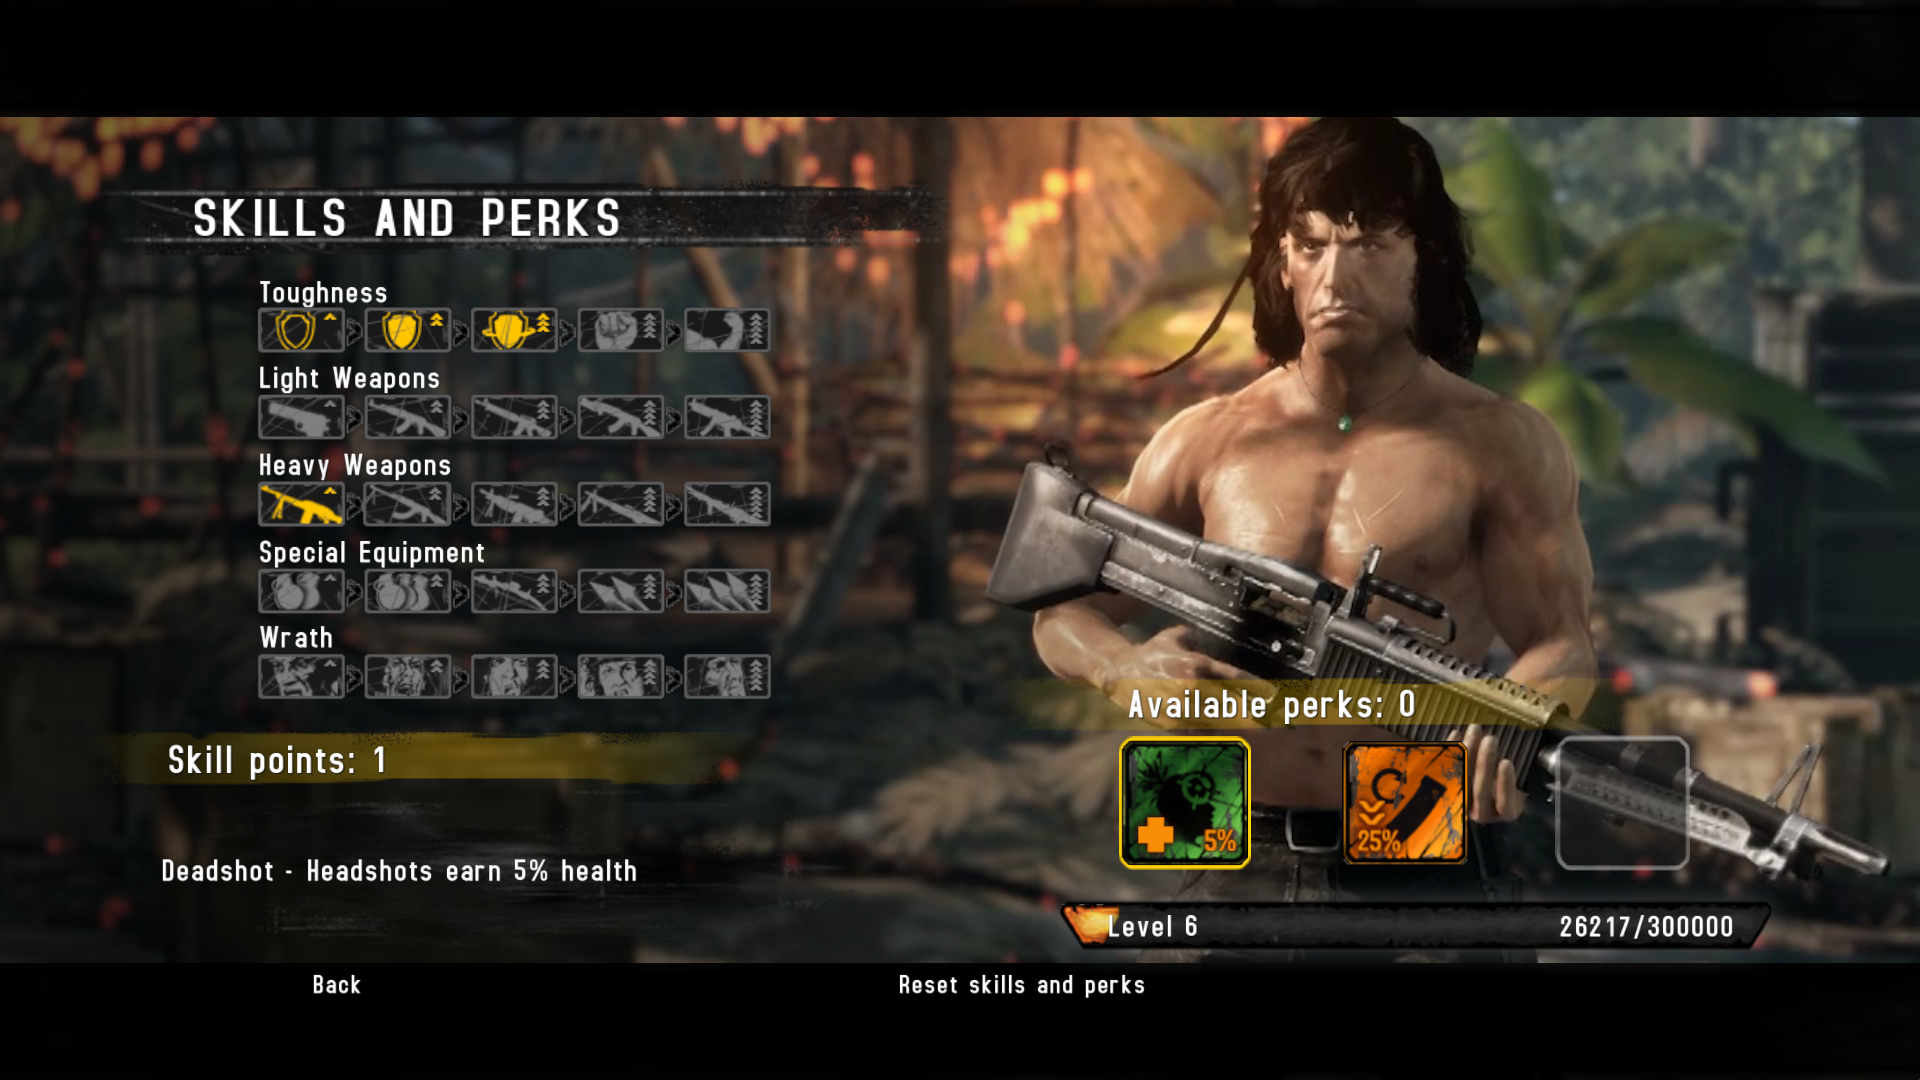 SKILLS AND PERKS
Toughness
Light Weapons
Heavy Weapons
Special Equipment
Wrath
Skill points: 1
Deadshot - Headshots earn 5% health
Available perks: 0
5%
25%
Level 6
26217/300000
Back
Reset skills and perks